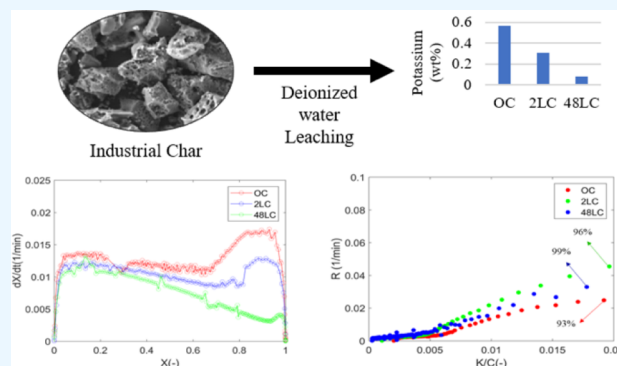 Industrial Char
Deionized
water
Leaching
Potassium
(wt%)
0.6
0.4
0.2
0
OC 2LC 48LC
dX/dt(1/min)
0.025
0.02
0.015
0.01
0.005
0
0 0.2 0.4 0.6 0.8 1
X(-)
OC
2LC
48LC
R (1/min)
0.1
0.08
0.06
0.04
0.02
0
0 0.005 0.01 0.015 0.0
K/C(-)
OC
2LC
48LC
96%
99%
93%